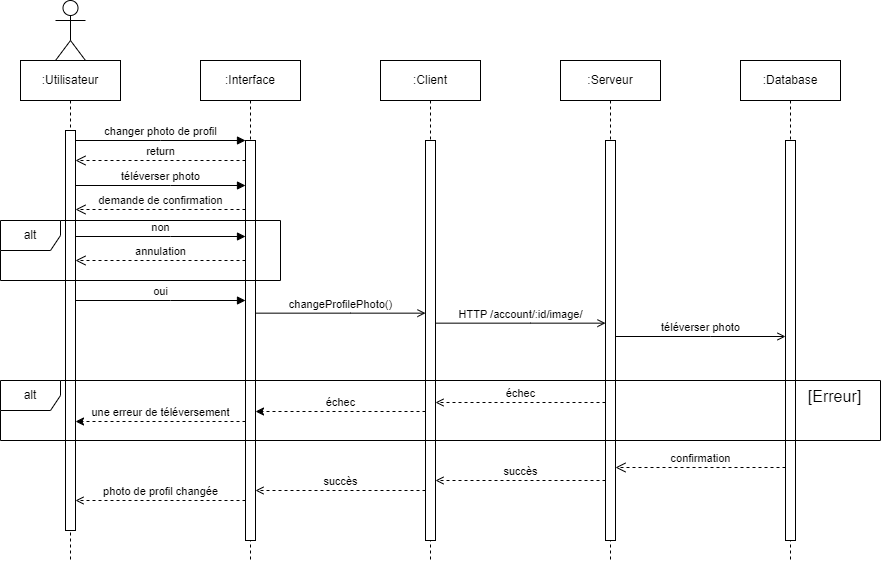 :Utilisateur
:Interface
:Client
:Serveur
:Database
changer photo de profil
return
téléverser photo
demande de confirmation
alt
non
annulation
oui
changeProfilePhoto()
HTTP /account/:id/image/
téléverser photo
alt
[Erreur]
échec
échec
une erreur de téléversement
confirmation
succès
succès
photo de profil changée